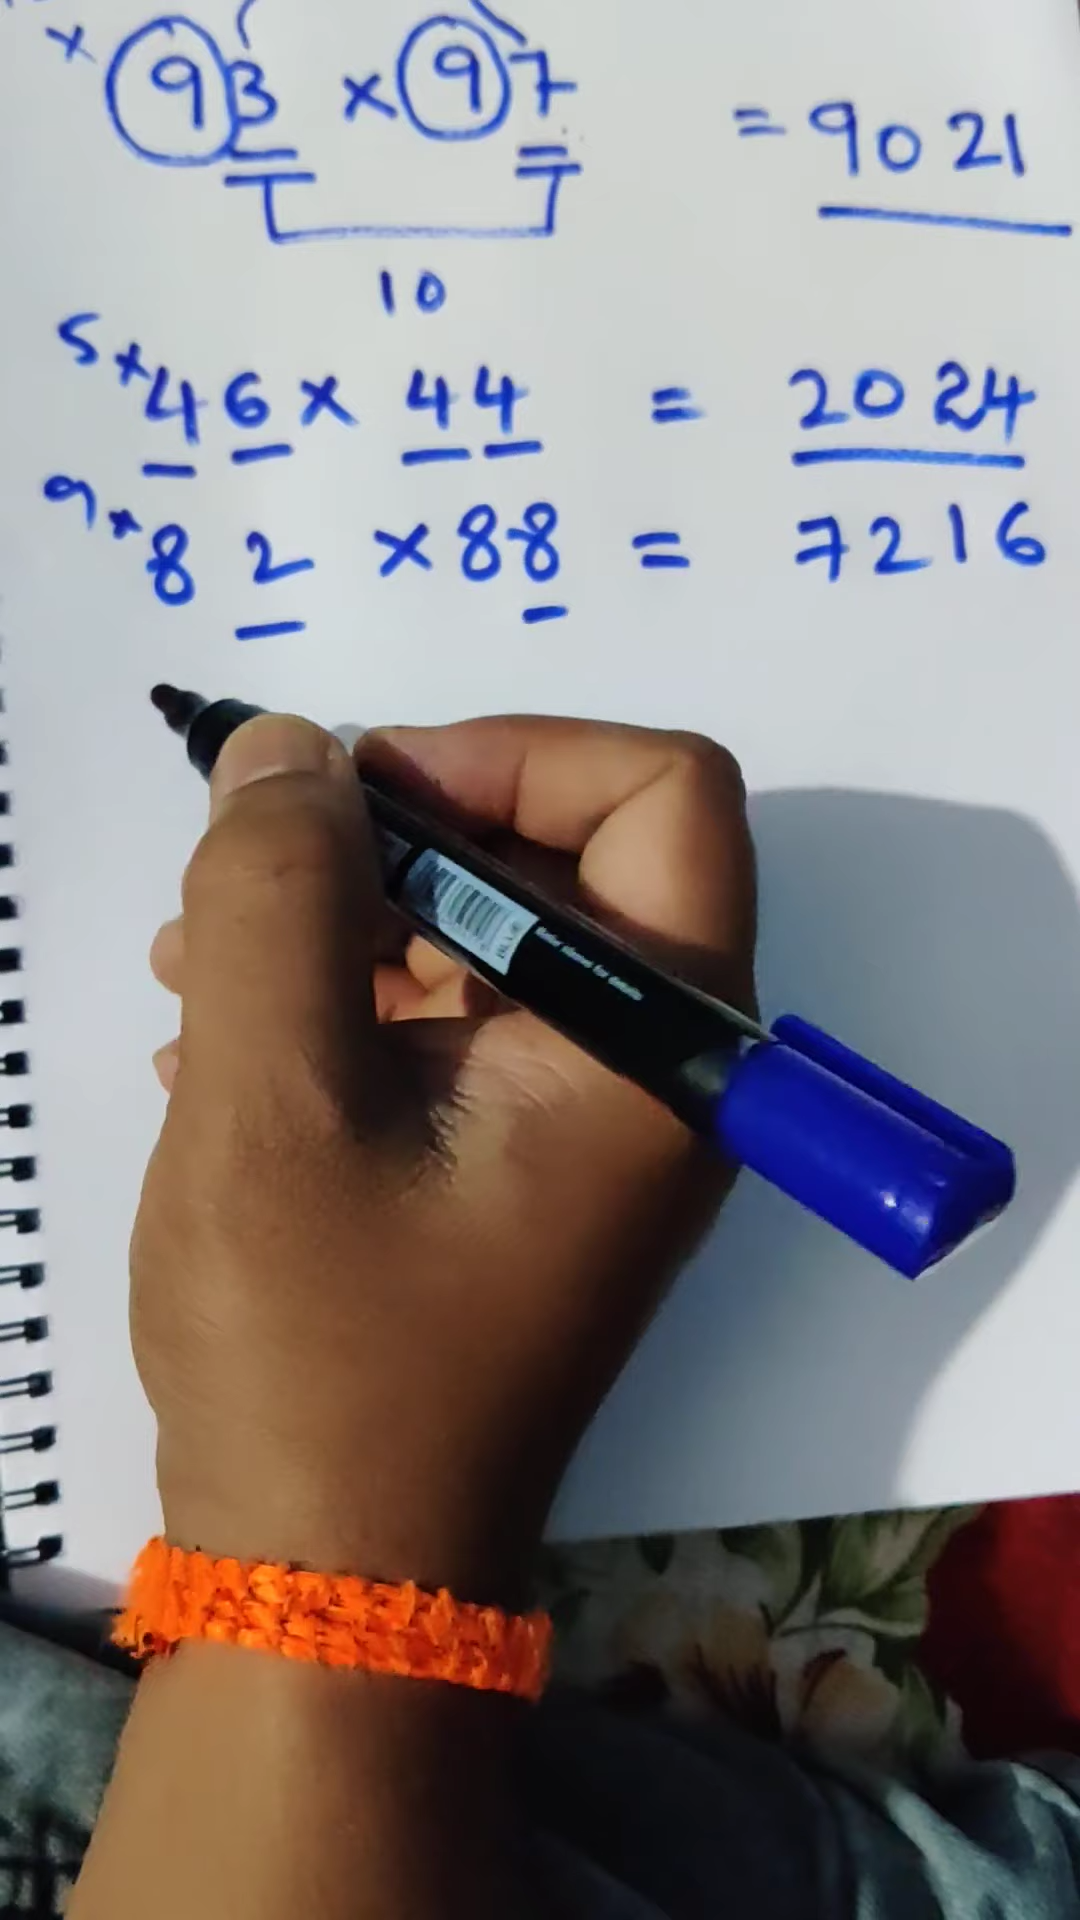 × 93 × 97 = 9021
10
5 × 46 × 44 = 2024
9 × 82 × 88 = 7216